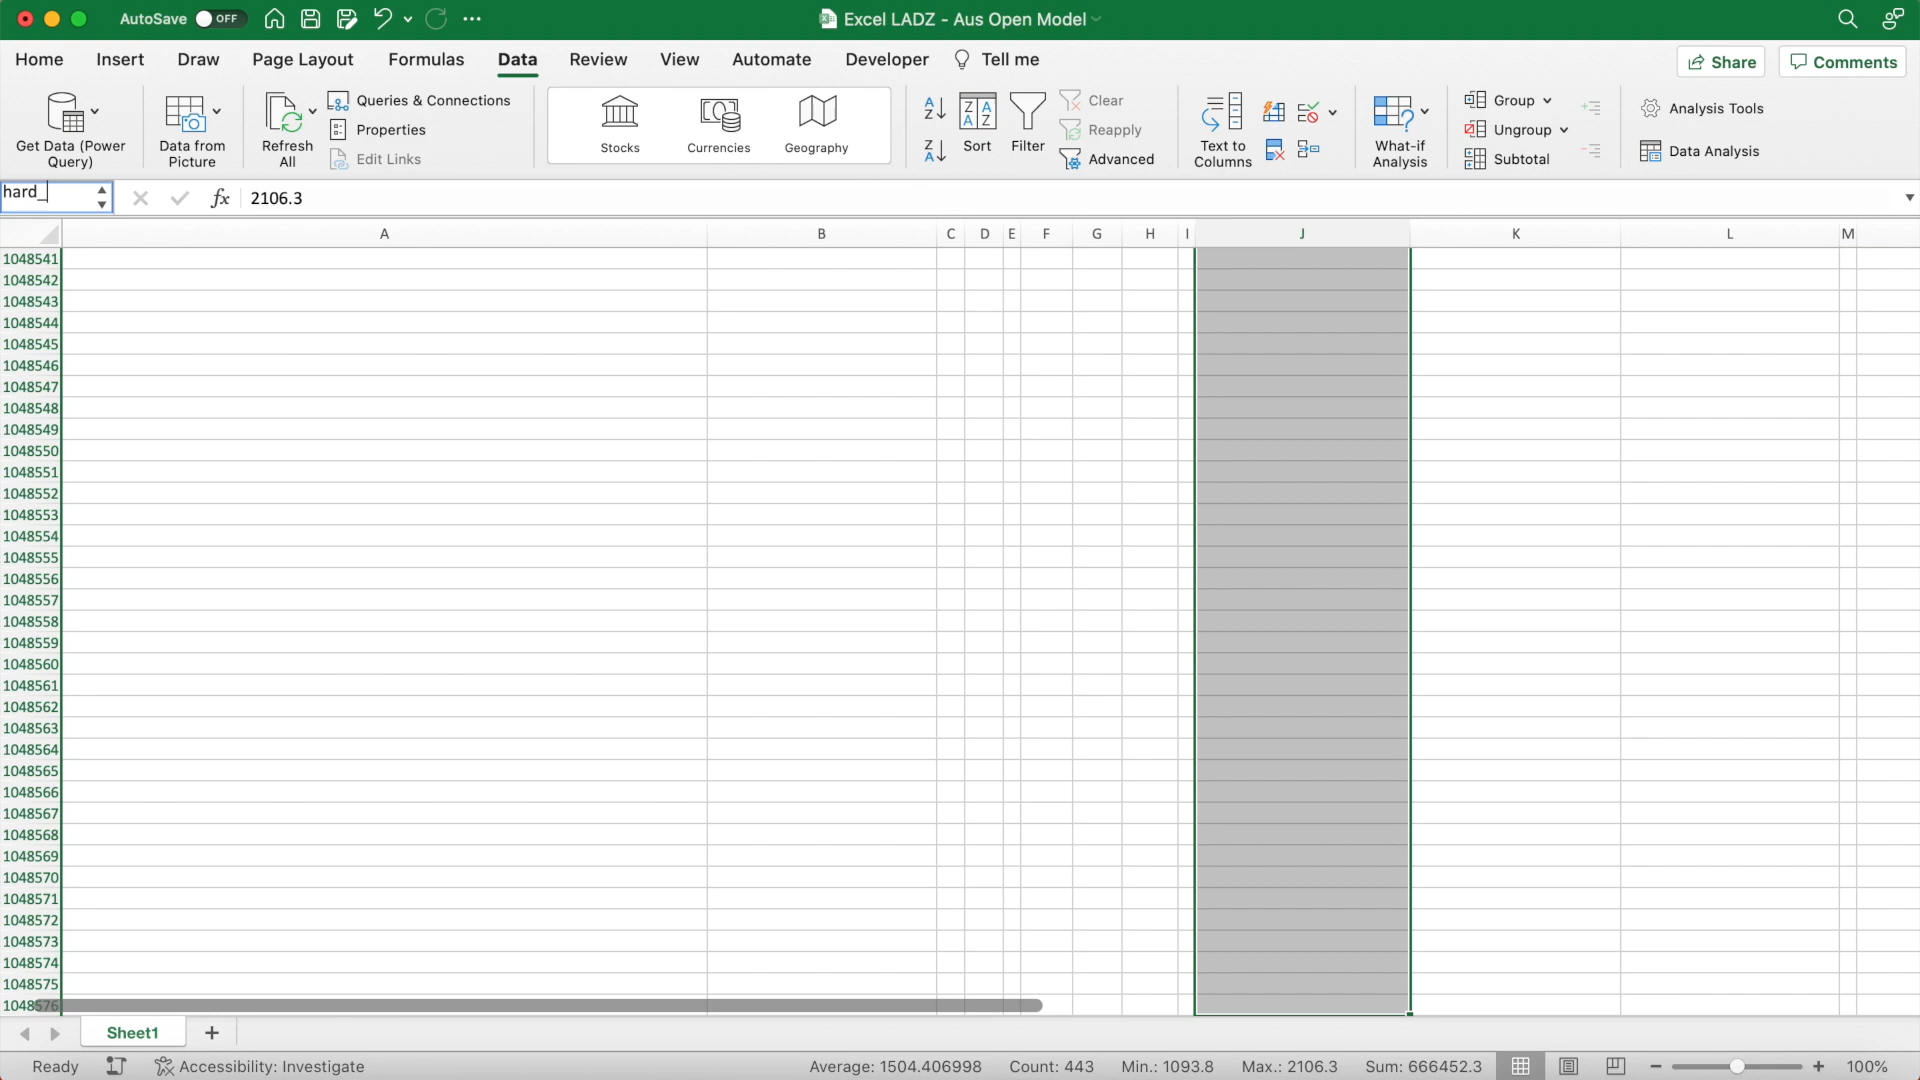 AutoSave OFF Excel LADZ - Aus Open Model
Home Insert Draw Page Layout Formulas Data Review View Automate Developer Tell me Share Comments
Get Data (Power Query)
Data from Picture
Refresh All
Queries & Connections
Properties
Edit Links
Stocks Currencies Geography
Sort Filter
Clear
Reapply
Advanced
Text to Columns
What-if Analysis
Group
Ungroup
Subtotal
Analysis Tools
Data Analysis
hard_ fx 2106.3
A B C D E F G H I J K L M
1048541
1048542
1048543
1048544
1048545
1048546
1048547
1048548
1048549
1048550
1048551
1048552
1048553
1048554
1048555
1048556
1048557
1048558
1048559
1048560
1048561
1048562
1048563
1048564
1048565
1048566
1048567
1048568
1048569
1048570
1048571
1048572
1048573
1048574
1048575
1048576
Sheet1
Ready Accessibility: Investigate Average: 1504.406998 Count: 443 Min.: 1093.8 Max.: 2106.3 Sum: 666452.3 100%